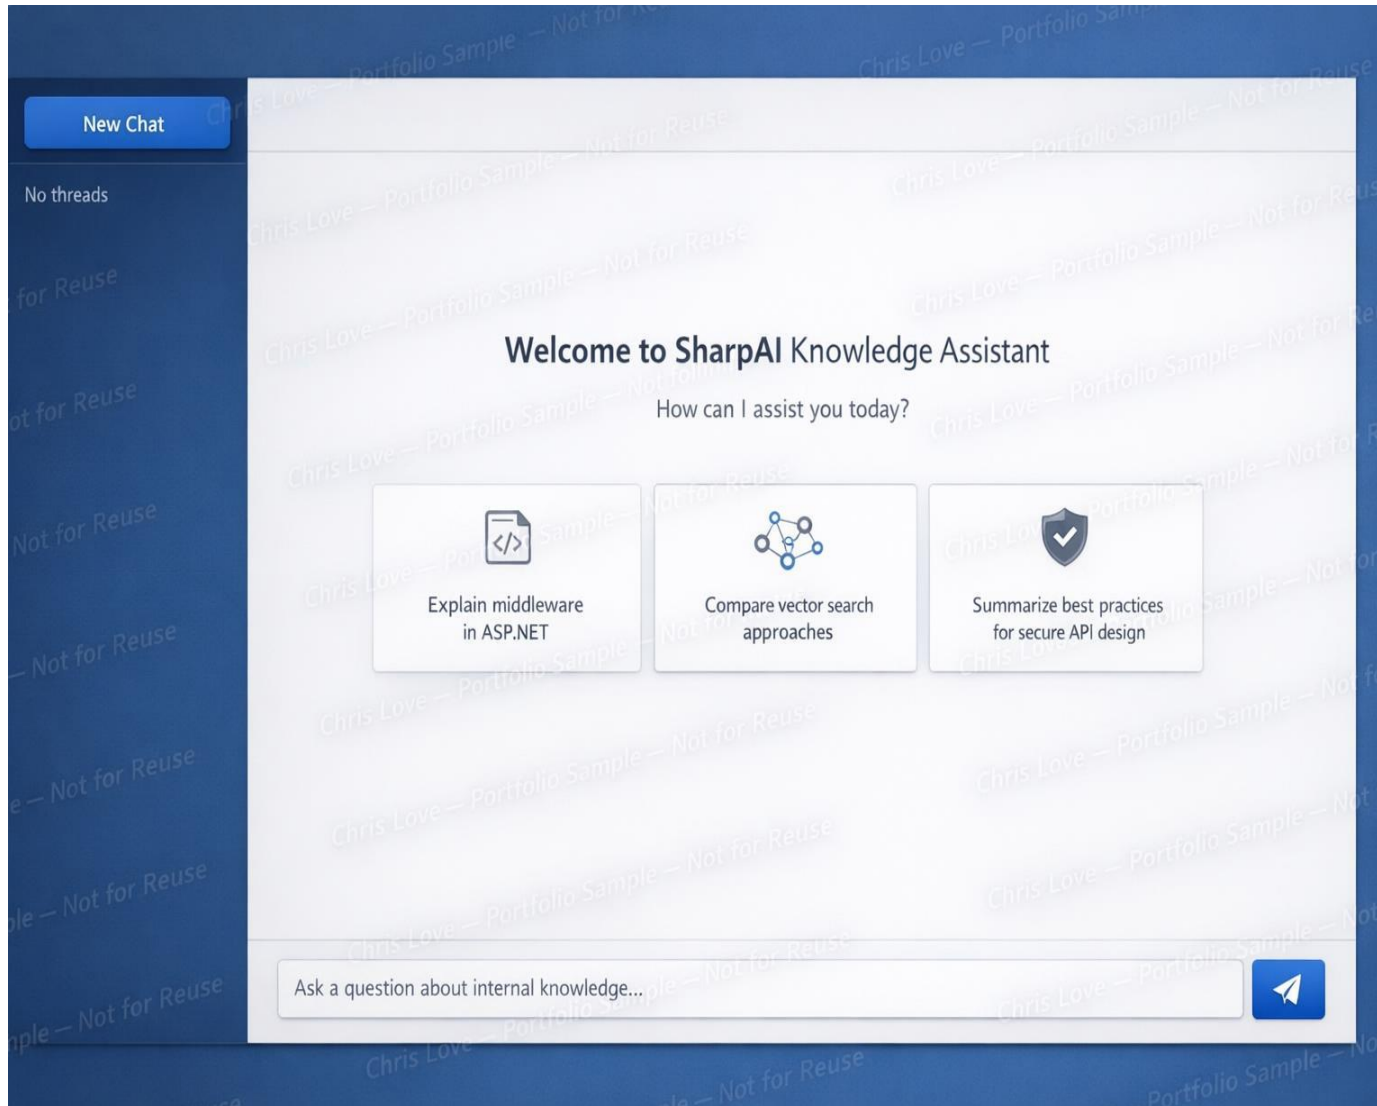 New Chat
No threads
Welcome to SharpAI Knowledge Assistant
How can I assist you today?
Explain middleware
in ASP.NET
Compare vector search
approaches
Summarize best practices
for secure API design
Ask a question about internal knowledge...
Chris Love — Portfolio Sample — Not for Reuse